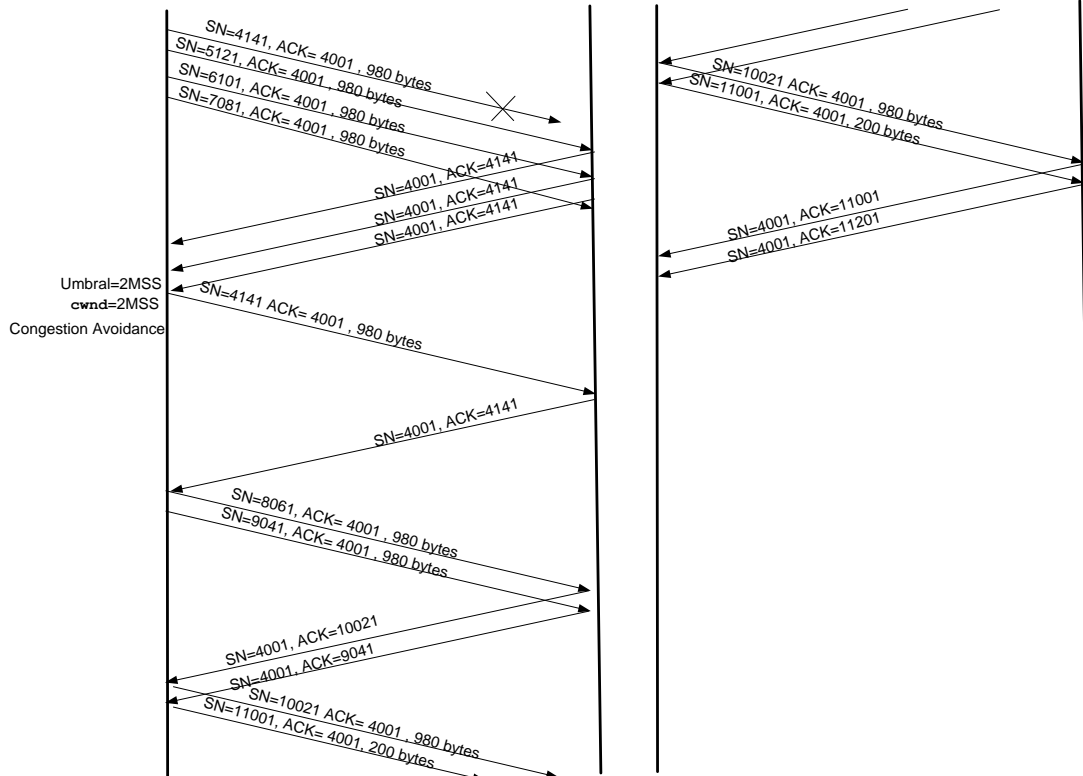 SN=4141, ACK= 4001 , 980 bytes
SN=5121, ACK= 4001 , 980 bytes
SN=6101, ACK= 4001 , 980 bytes
SN=7081, ACK= 4001 , 980 bytes
SN=4001, ACK=4141
SN=4001, ACK=4141
SN=4001, ACK=4141
Umbral=2MSS
cwnd=2MSS
Congestion Avoidance
SN=4141 ACK= 4001 , 980 bytes
SN=4001, ACK=4141
SN=8061, ACK= 4001 , 980 bytes
SN=9041, ACK= 4001 , 980 bytes
SN=4001, ACK=10021
SN=4001, ACK=9041
SN=10021 ACK= 4001 , 980 bytes
SN=11001, ACK= 4001, 200 bytes
SN=10021 ACK= 4001 , 980 bytes
SN=11001, ACK= 4001, 200 bytes
SN=4001, ACK=11001
SN=4001, ACK=11201